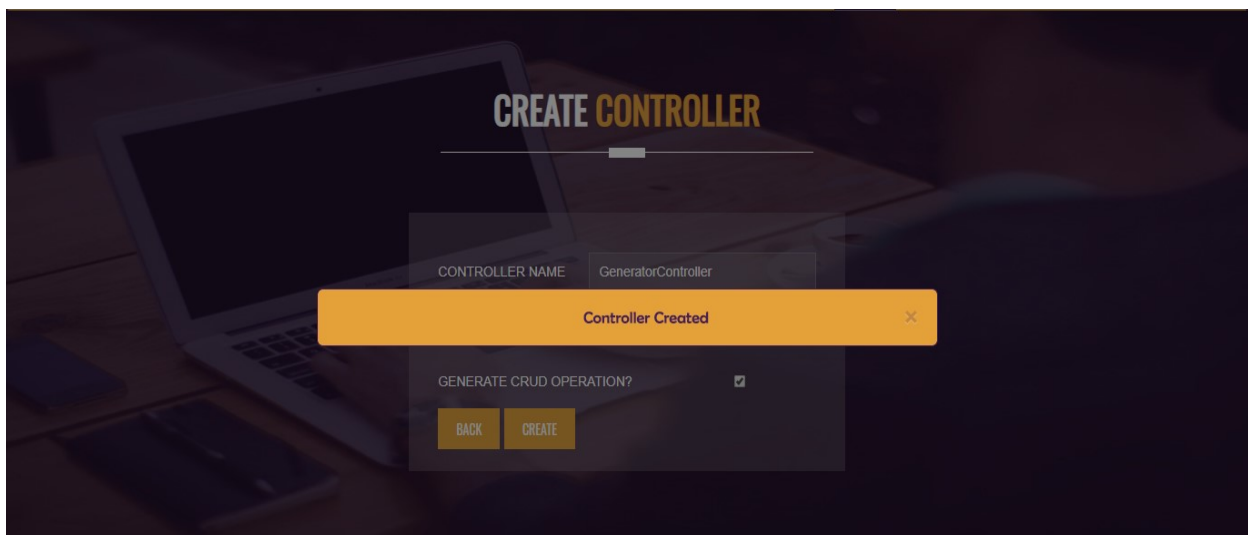 CREATE CONTROLLER
CONTROLLER NAME GeneratorController
Controller Created ×
GENERATE CRUD OPERATION?
BACK CREATE